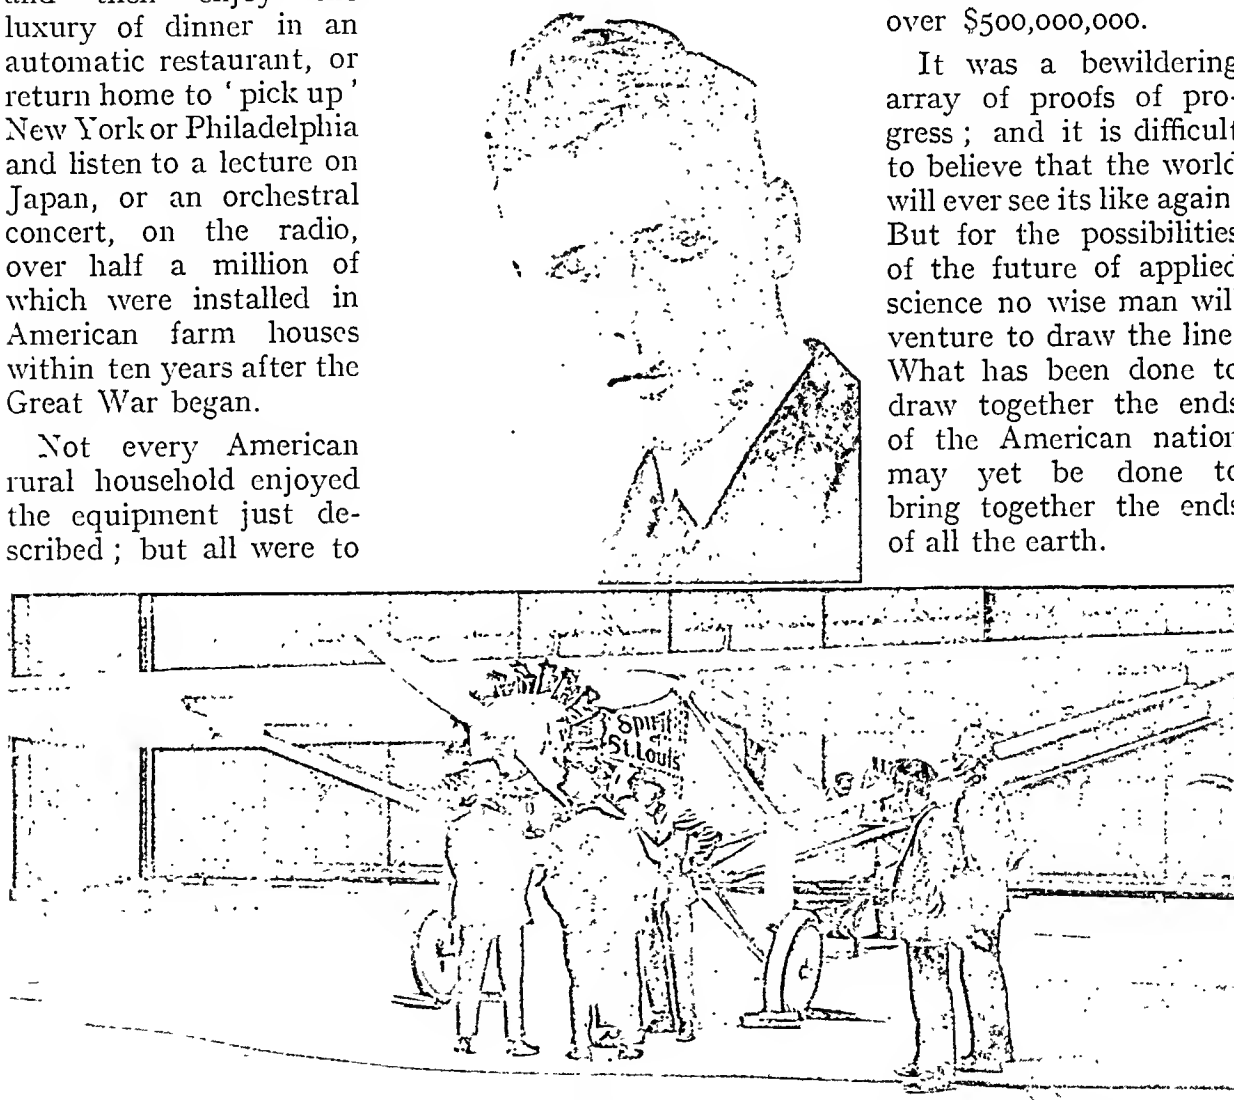 luxury of dinner in an
automatic restaurant, or
return home to ‘ pick up ’
New York or Philadelphia
and listen to a lecture on
Japan, or an orchestral
concert, on the radio,
over half a million of
which were installed in
American farm houses
within ten years after the
Great War began.
Not every American
rural household enjoyed
the equipment just de-
scribed ; but all were to
over $500,000,000.
It was a bewildering
array of proofs of pro-
gress ; and it is difficult
to believe that the world
will ever see its like again
But for the possibilities
of the future of applied
science no wise man wil
venture to draw the line
What has been done to
draw together the ends
of the American nation
may yet be done to
bring together the ends
of all the earth.
Spirit
of
St. Louis